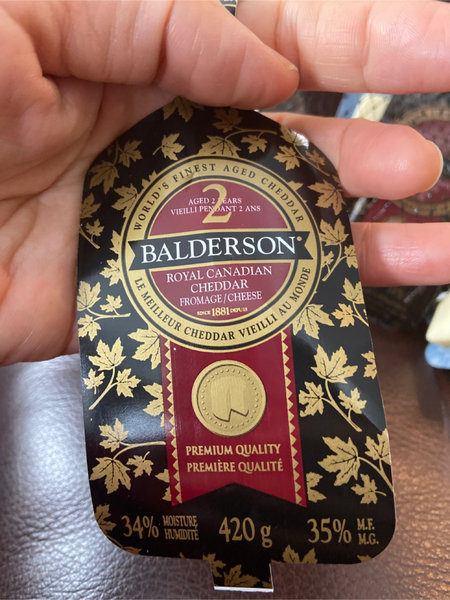 WORLD'S FINEST AGED CHEDDAR
2
AGED 2 YEARS
VIEILLI PENDANT 2 ANS
BALDERSON
ROYAL CANADIAN
CHEDDAR
FROMAGE/CHEESE
SINCE 1881 DEPUIS
LE MEILLEUR CHEDDAR VIEILLI AU MONDE
PREMIUM QUALITY
PREMIÈRE QUALITÉ
34% MOISTURE HUMIDITÉ 420 g 35% M.F. M.G.